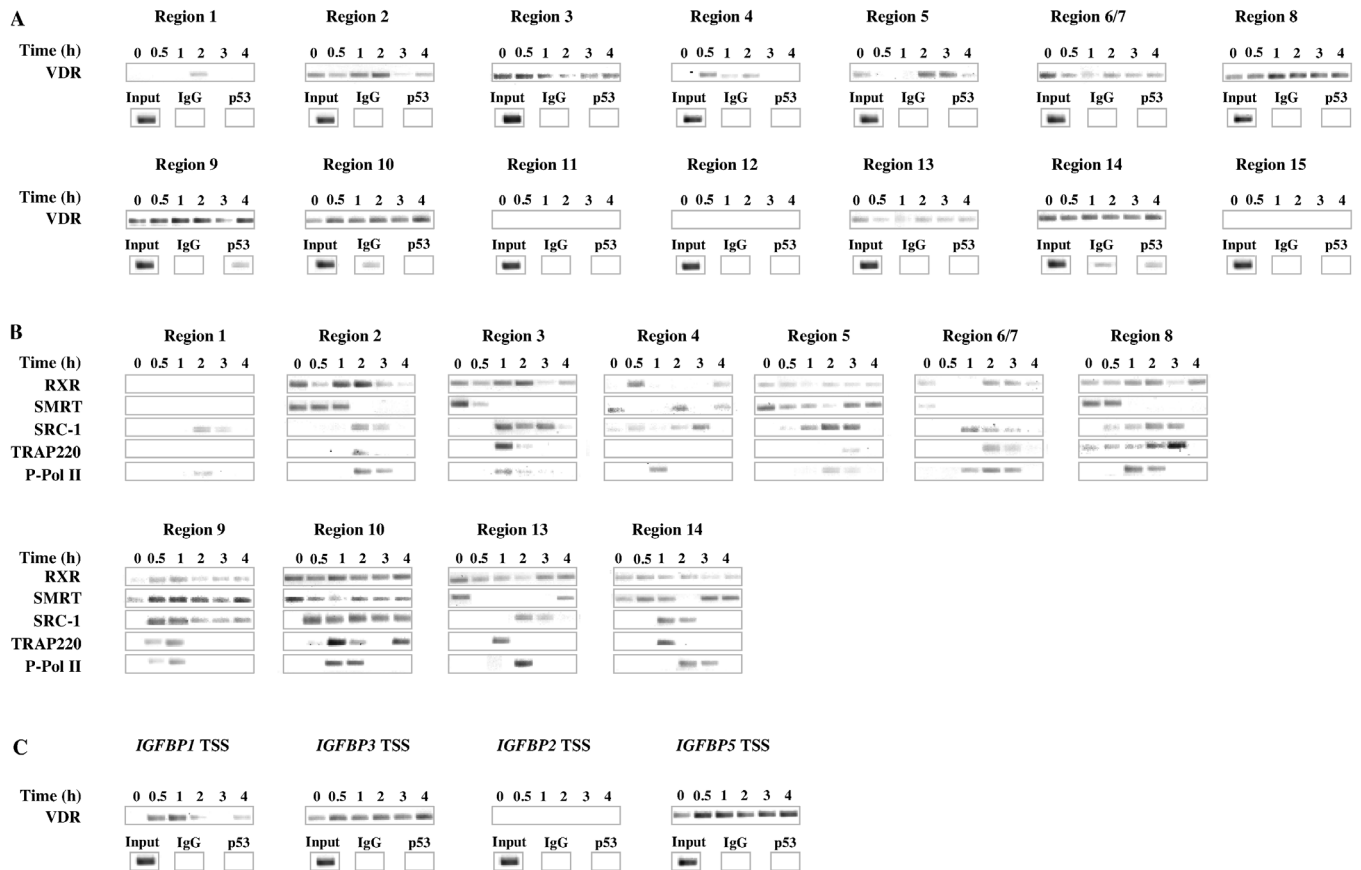 A
Region 1 Region 2 Region 3 Region 4 Region 5 Region 6/7 Region 8
Time (h) 0 0.5 1 2 3 4 0 0.5 1 2 3 4 0 0.5 1 2 3 4 0 0.5 1 2 3 4 0 0.5 1 2 3 4 0 0.5 1 2 3 4 0 0.5 1 2 3 4
VDR
Input IgG p53 Input IgG p53 Input IgG p53 Input IgG p53 Input IgG p53 Input IgG p53 Input IgG p53
Region 9 Region 10 Region 11 Region 12 Region 13 Region 14 Region 15
Time (h) 0 0.5 1 2 3 4 0 0.5 1 2 3 4 0 0.5 1 2 3 4 0 0.5 1 2 3 4 0 0.5 1 2 3 4 0 0.5 1 2 3 4 0 0.5 1 2 3 4
VDR
Input IgG p53 Input IgG p53 Input IgG p53 Input IgG p53 Input IgG p53 Input IgG p53 Input IgG p53
B
Region 1 Region 2 Region 3 Region 4 Region 5 Region 6/7 Region 8
Time (h) 0 0.5 1 2 3 4 0 0.5 1 2 3 4 0 0.5 1 2 3 4 0 0.5 1 2 3 4 0 0.5 1 2 3 4 0 0.5 1 2 3 4 0 0.5 1 2 3 4
RXR
SMRT
SRC-1
TRAP220
P-Pol II
Region 9 Region 10 Region 13 Region 14
Time (h) 0 0.5 1 2 3 4 0 0.5 1 2 3 4 0 0.5 1 2 3 4 0 0.5 1 2 3 4
RXR
SMRT
SRC-1
TRAP220
P-Pol II
C
IGFBP1 TSS IGFBP3 TSS IGFBP2 TSS IGFBP5 TSS
Time (h) 0 0.5 1 2 3 4 0 0.5 1 2 3 4 0 0.5 1 2 3 4 0 0.5 1 2 3 4
VDR
Input IgG p53 Input IgG p53 Input IgG p53 Input IgG p53